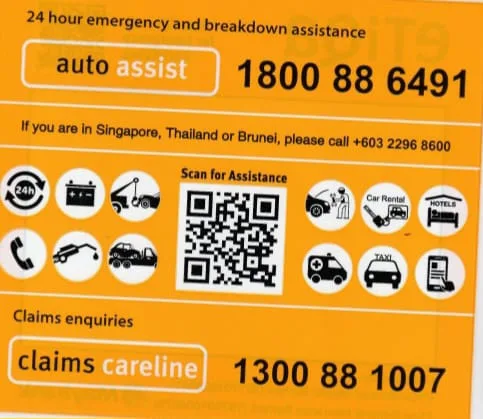 24 hour emergency and breakdown assistance
auto assist 1800 88 6491
If you are in Singapore, Thailand or Brunei, please call +603 2296 8600
Scan for Assistance
24h
Car Rental
HOTELS
TAXI
Claims enquiries
claims careline 1300 88 1007